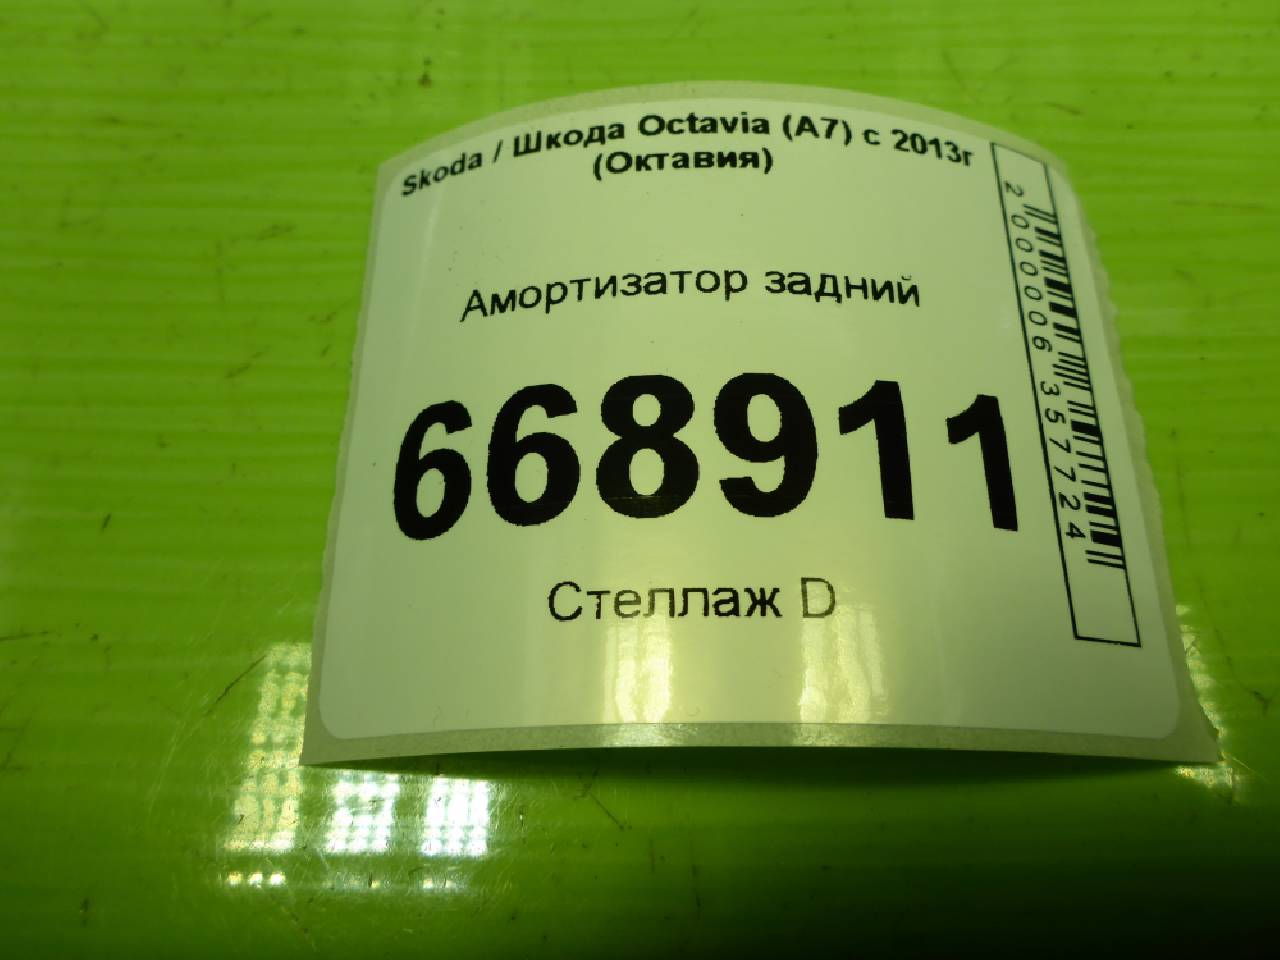 Skoda / Шкода Octavia (A7) с 2013г
(Октавия)
Амортизатор задний
668911
Стеллаж D
2000006357724